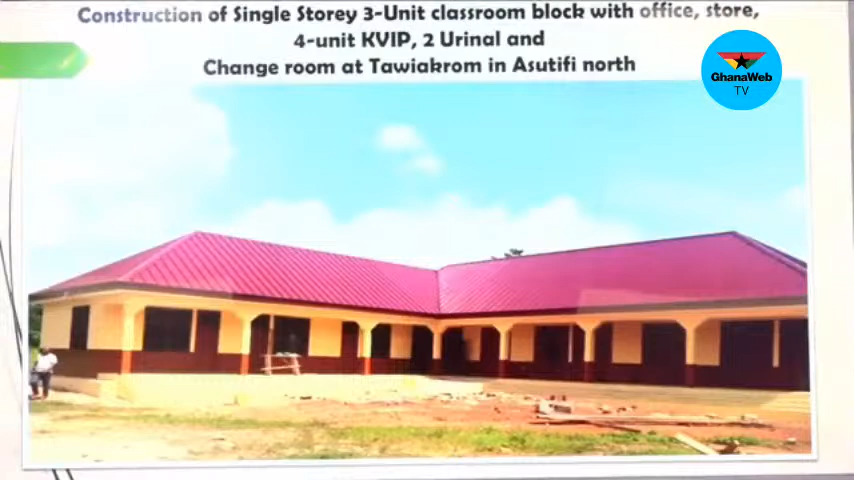 Construction of Single Storey 3-Unit classroom block with office, store,
4-unit KVIP, 2 Urinal and
Change room at Tawiakrom in Asutifi north
GhanaWeb
TV